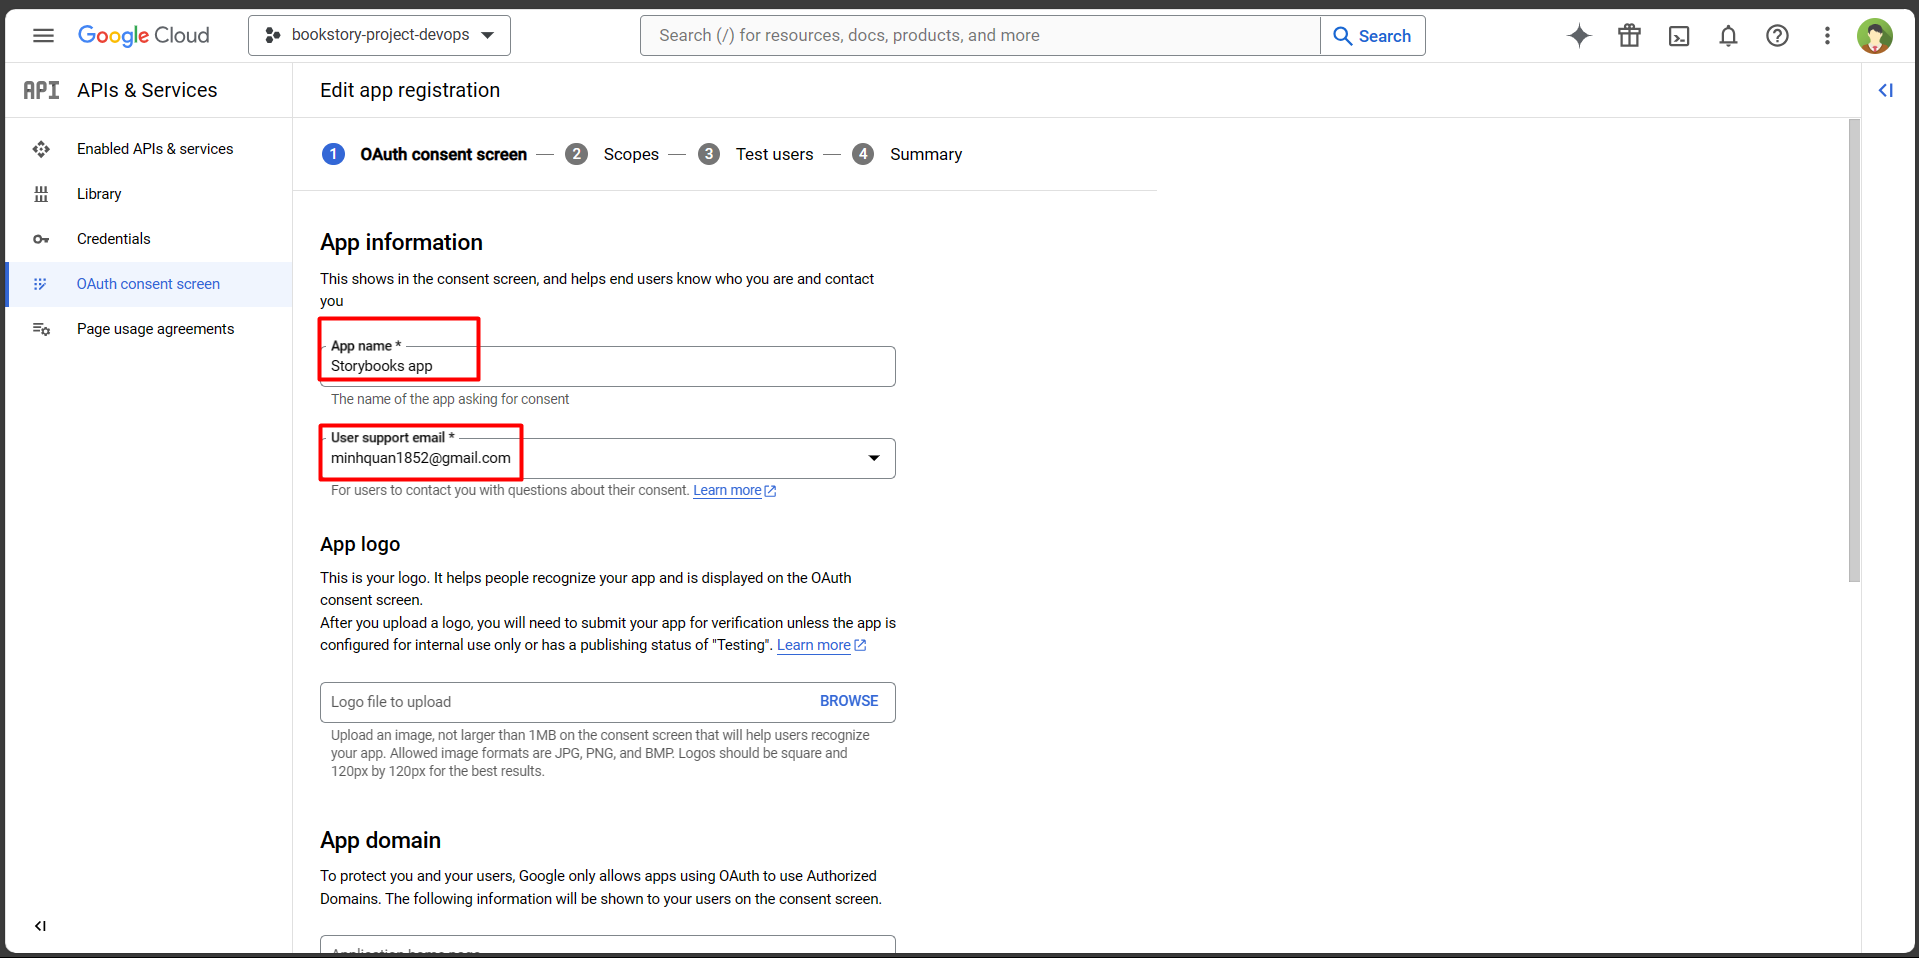 Google Cloud
bookstory-project-devops
Search (/) for resources, docs, products, and more
Search
API
APIs & Services
Edit app registration
Enabled APIs & services
Library
Credentials
OAuth consent screen
Page usage agreements
1 OAuth consent screen — 2 Scopes — 3 Test users — 4 Summary
App information
This shows in the consent screen, and helps end users know who you are and contact
you
App name *
Storybooks app
The name of the app asking for consent
User support email *
minhquan1852@gmail.com
For users to contact you with questions about their consent. Learn more
App logo
This is your logo. It helps people recognize your app and is displayed on the OAuth
consent screen.
After you upload a logo, you will need to submit your app for verification unless the app is
configured for internal use only or has a publishing status of "Testing". Learn more
Logo file to upload
BROWSE
Upload an image, not larger than 1MB on the consent screen that will help users recognize
your app. Allowed image formats are JPG, PNG, and BMP. Logos should be square and
120px by 120px for the best results.
App domain
To protect you and your users, Google only allows apps using OAuth to use Authorized
Domains. The following information will be shown to your users on the consent screen.
Application home page